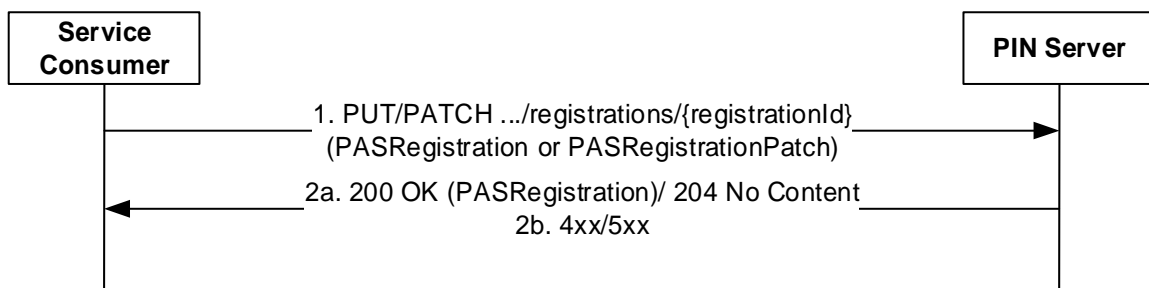 Service
Consumer
PIN Server
1. PUT/PATCH .../registrations/{registrationId}
(PASRegistration or PASRegistrationPatch)
2a. 200 OK (PASRegistration)/ 204 No Content
2b. 4xx/5xx